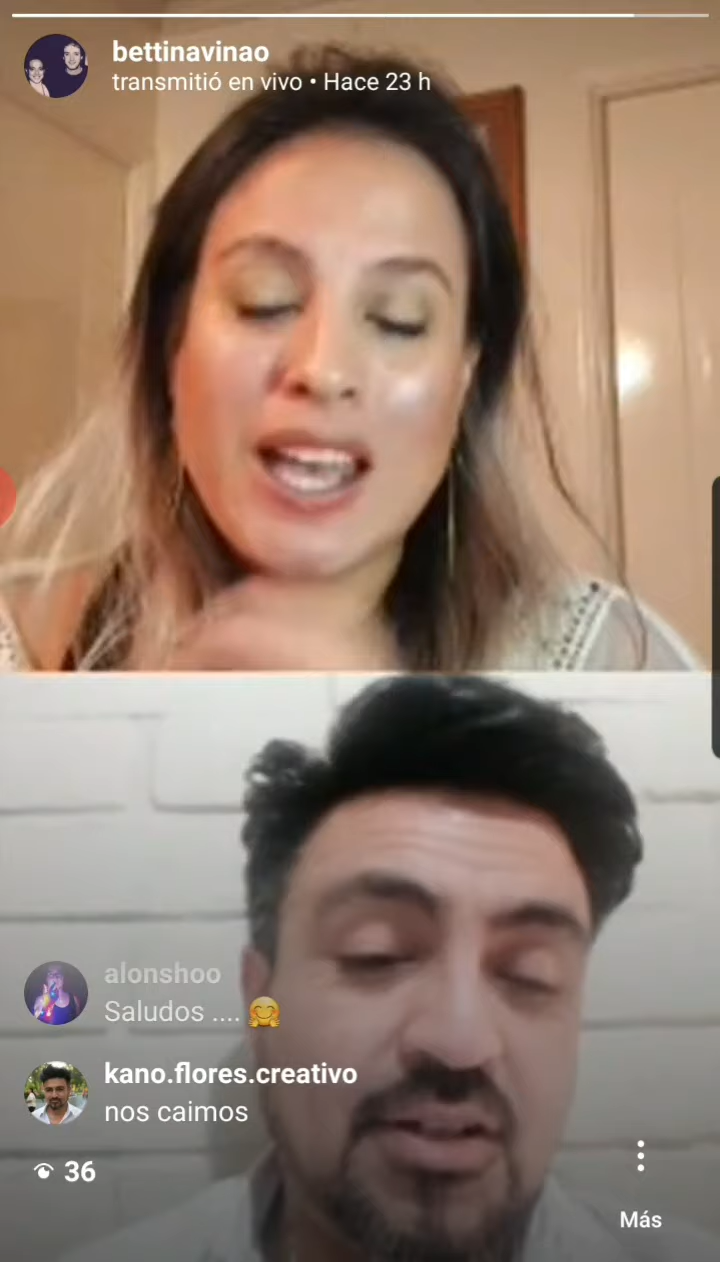 bettinavinao
transmitió en vivo • Hace 23 h
alonshoo
Saludos .... 🤗
kano.flores.creativo
nos caimos
36
Más